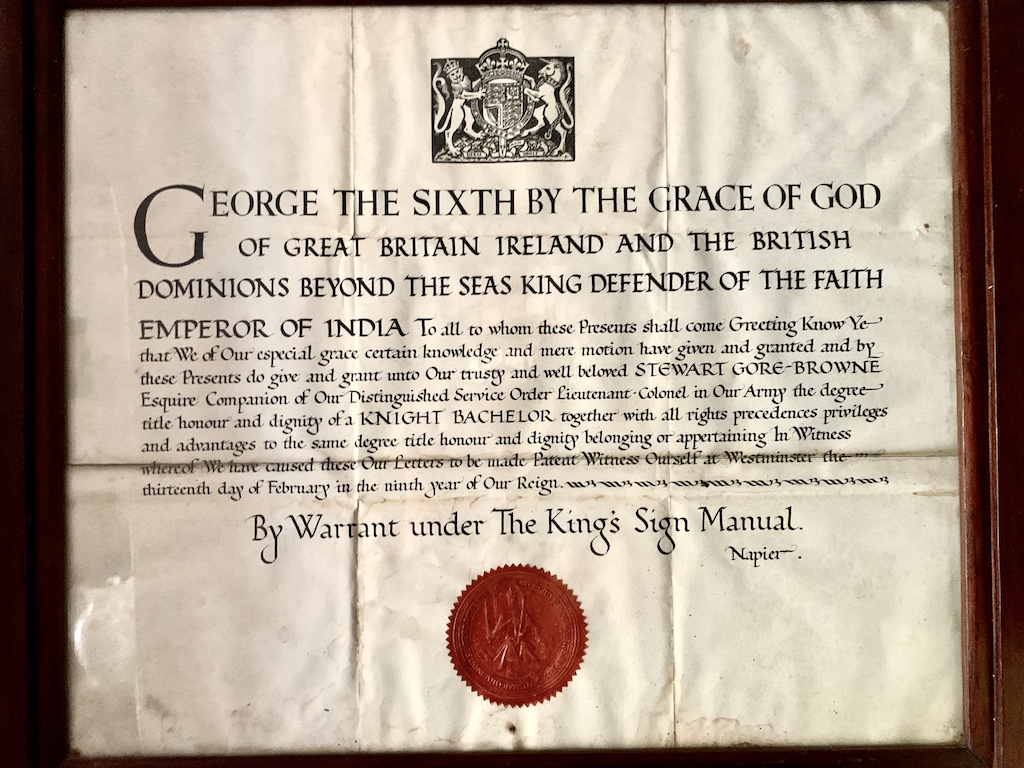 GEORGE THE SIXTH BY THE GRACE OF GOD
OF GREAT BRITAIN IRELAND AND THE BRITISH
DOMINIONS BEYOND THE SEAS KING DEFENDER OF THE FAITH
EMPEROR OF INDIA To all to whom these Presents shall come Greeting Know Ye
that We of Our especial grace certain knowledge and mere motion have given and granted and by
these Presents do give and grant unto Our trusty and well beloved STEWART GORE-BROWNE
Esquire Companion of Our Distinguished Service Order Lieutenant-Colonel in Our Army the degree
title honour and dignity of a KNIGHT BACHELOR together with all rights precedences privileges
and advantages to the same degree title honour and dignity belonging or appertaining In Witness
whereof We have caused these Our Letters to be made Patent Witness Ourself at Westminster the
thirteenth day of February in the ninth year of Our Reign.
By Warrant under The King's Sign Manual.
Napier.